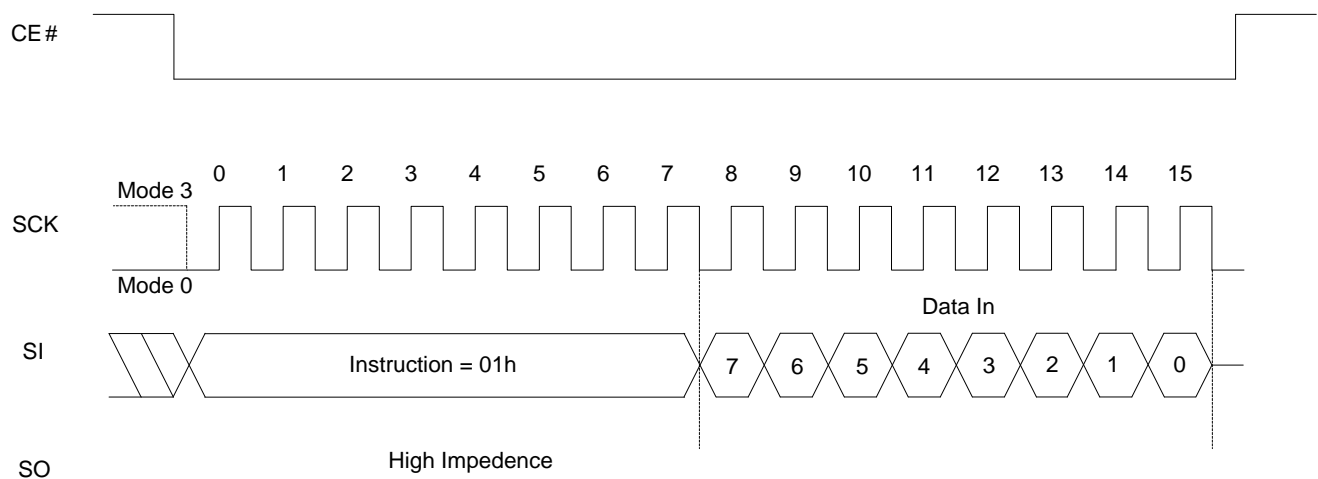 CE #
0 1 2 3 4 5 6 7 8 9 10 11 12 13 14 15
Mode 3
SCK
Mode 0
Data In
SI
Instruction = 01h
7 6 5 4 3 2 1 0
High Impedence
SO